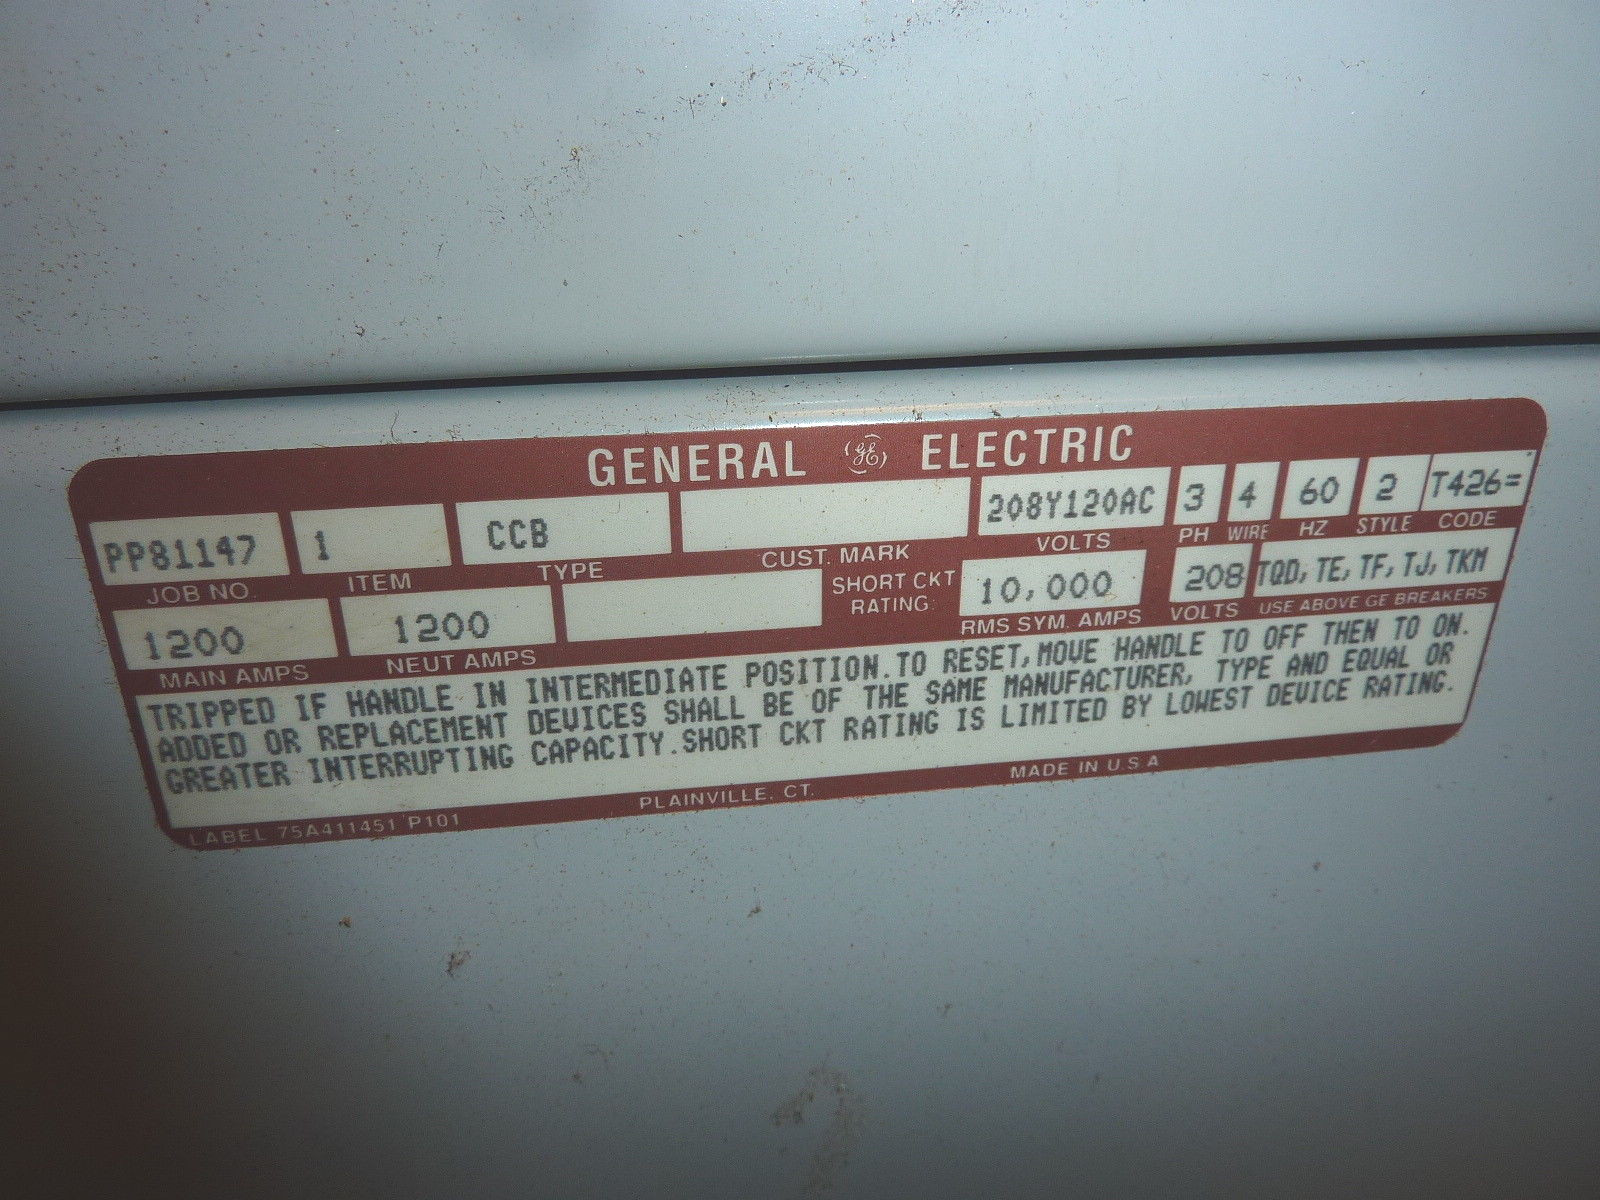 GENERAL GE ELECTRIC
PP81147 1 CCB 208Y120AC 3 4 60 2 T426=
JOB NO. ITEM TYPE CUST. MARK VOLTS PH WIRE HZ STYLE CODE
1200 1200 SHORT CKT RATING: 10,000 208 TQD, TE, TF, TJ, TKM
MAIN AMPS NEUT AMPS RMS SYM. AMPS VOLTS USE ABOVE GE BREAKERS
TRIPPED IF HANDLE IN INTERMEDIATE POSITION.TO RESET,MOVE HANDLE TO OFF THEN TO ON.
ADDED OR REPLACEMENT DEVICES SHALL BE OF THE SAME MANUFACTURER, TYPE AND EQUAL OR
GREATER INTERRUPTING CAPACITY.SHORT CKT RATING IS LIMITED BY LOWEST DEVICE RATING.
LABEL 75A411451 P101 PLAINVILLE, CT. MADE IN U.S.A